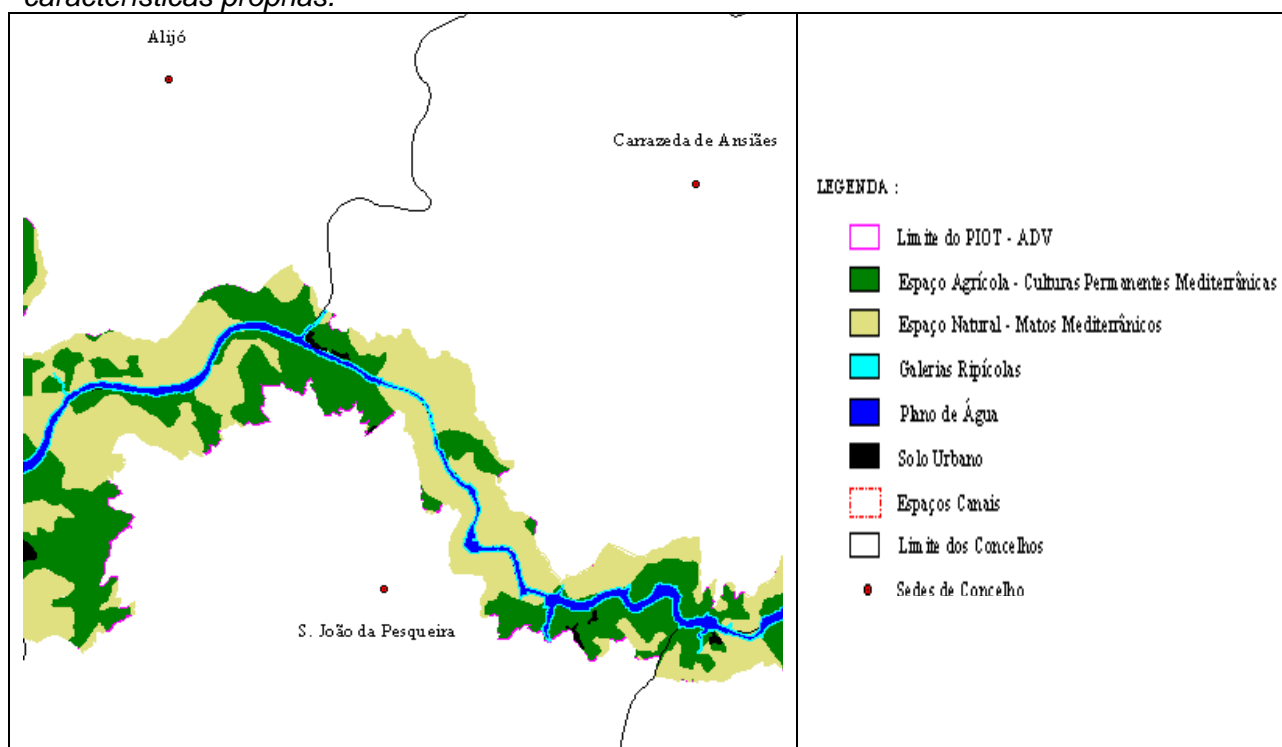 características próprias.
Alijó
Carrazeda de Ansiães
S. João da Pesqueira
LEGENDA :
Limite do PIOT - ADV
Espaço Agrícola - Culturas Permanentes Mediterrânicas
Espaço Natural - Matos Mediterrânicos
Galerias Ripícolas
Plano de Água
Solo Urbano
Espaços Canais
Limite dos Concelhos
Sedes de Concelho